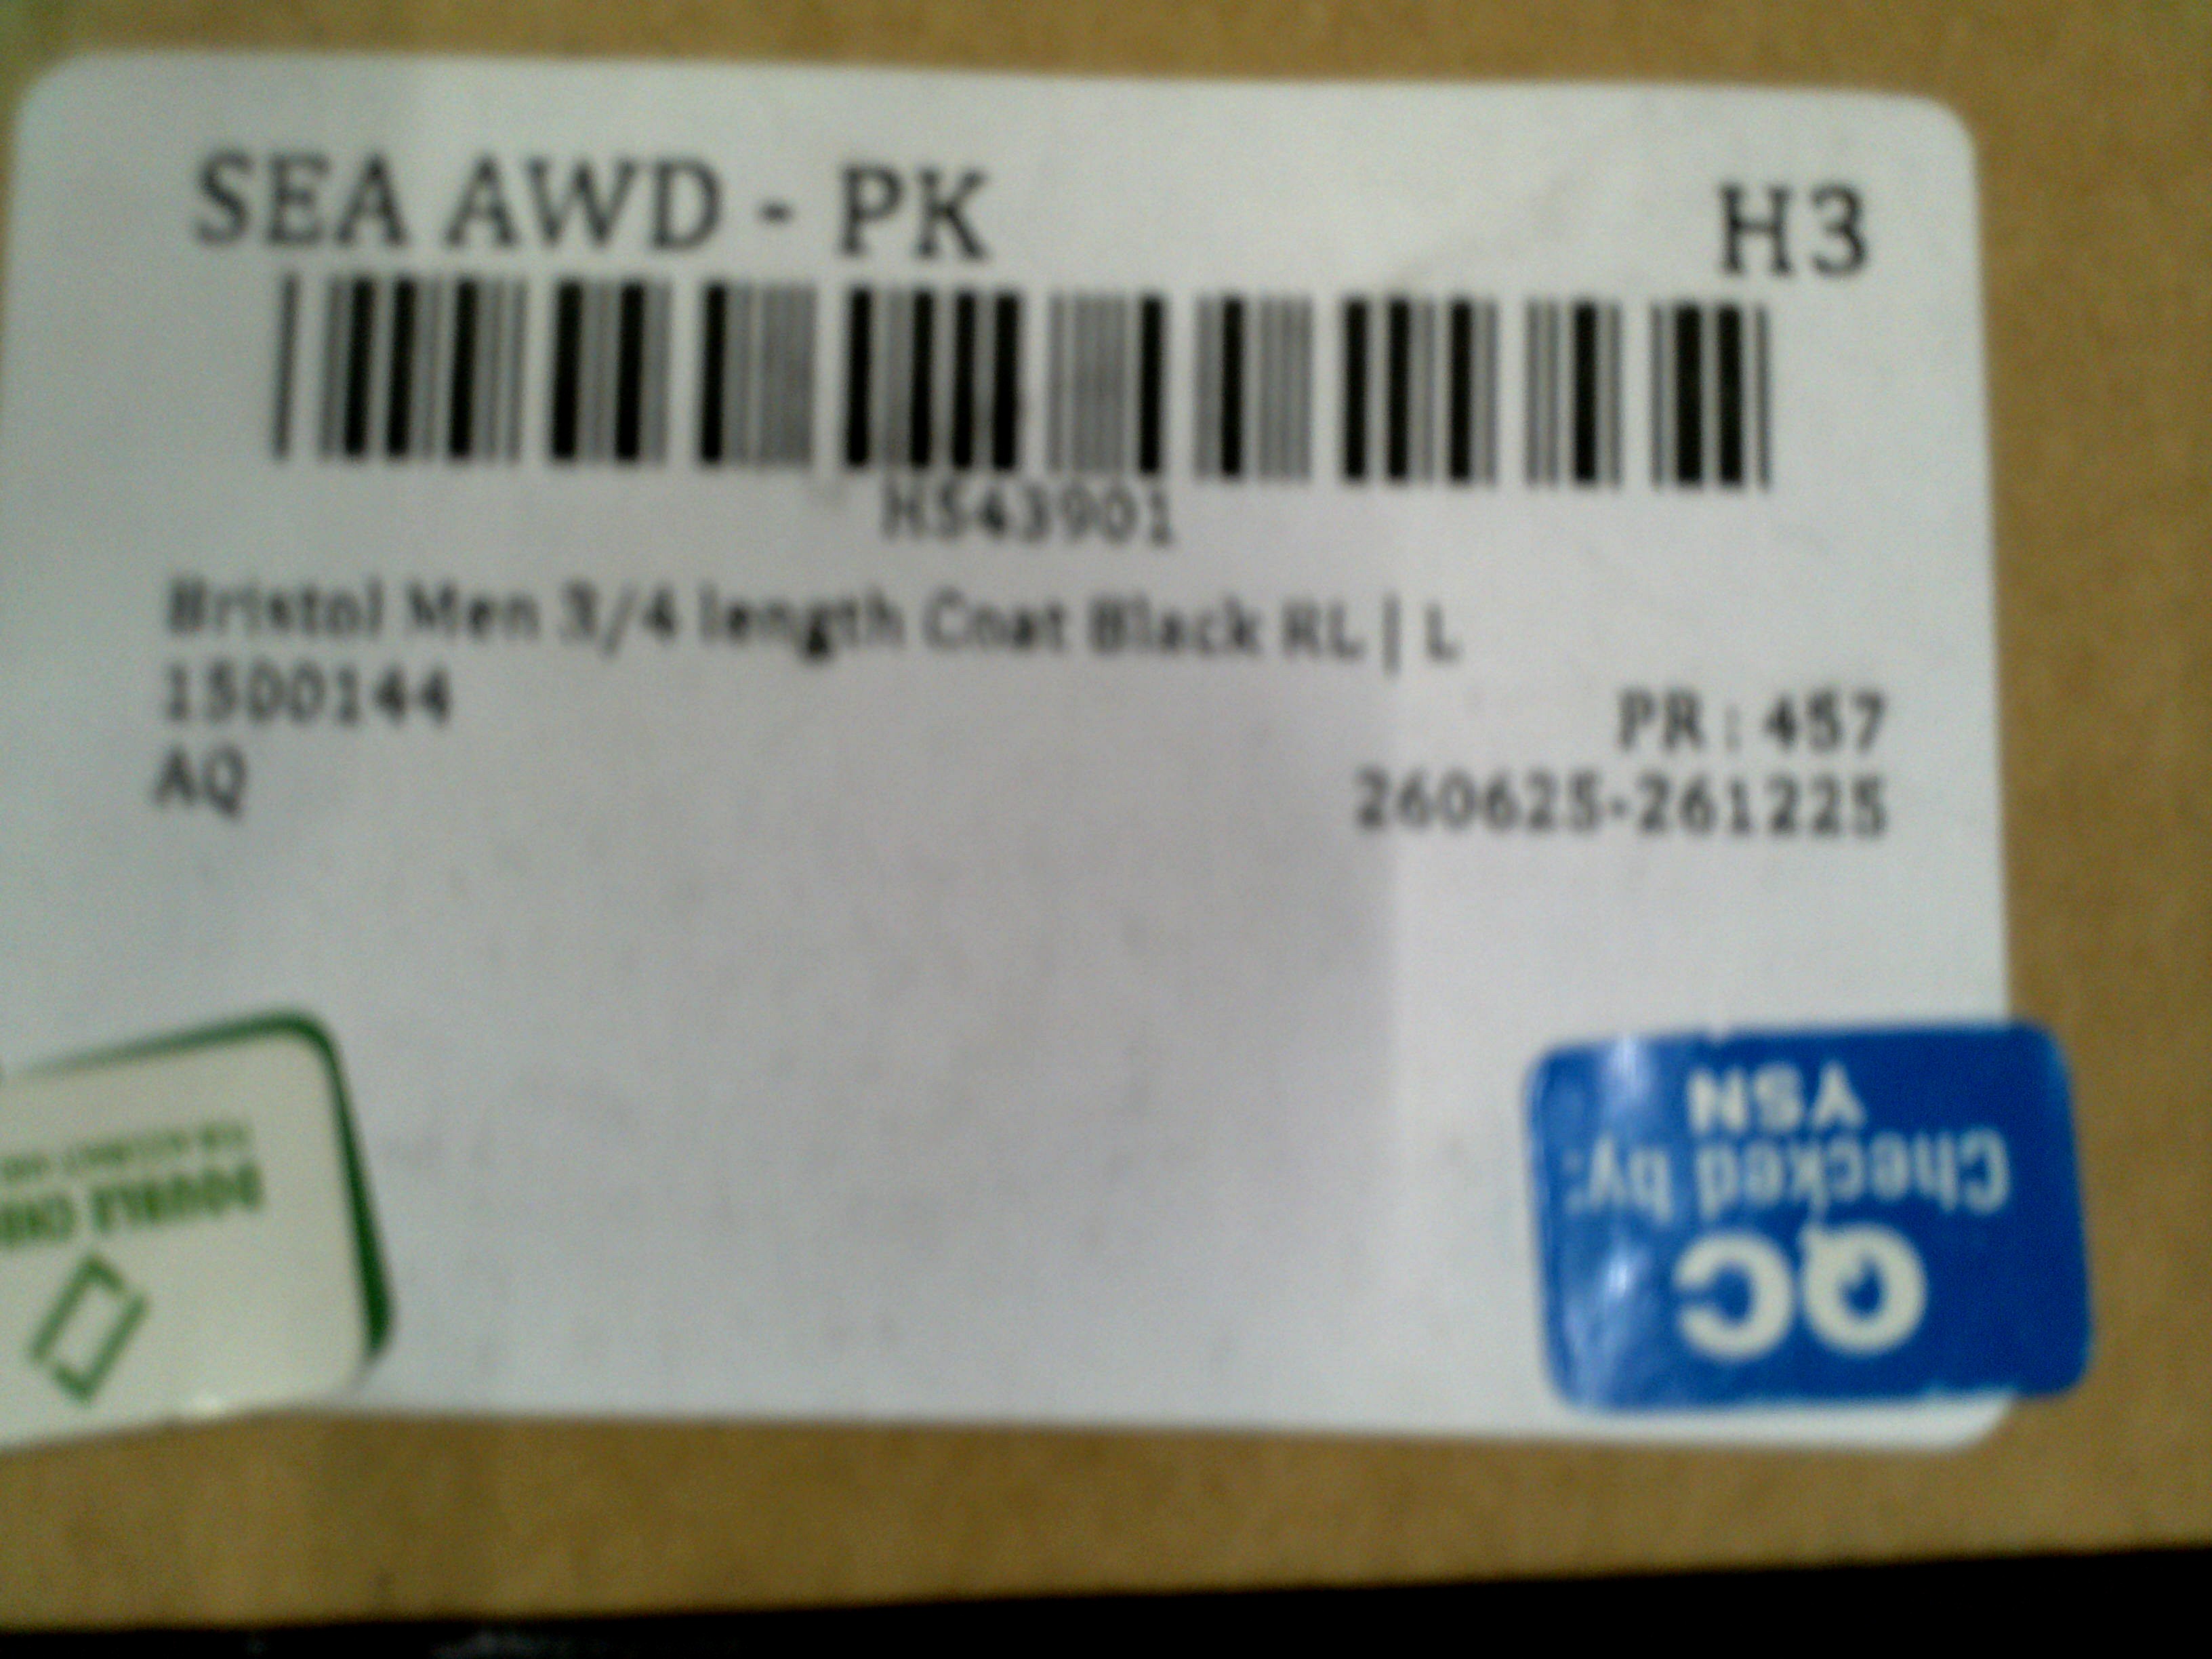 SEA AWD - PK
H3
H543901
Bristol Men 3/4 length Coat Black RL | L
1500144
PR : 457
AQ
260625-261225
QC
Checked by:
YSN
DOUBLE